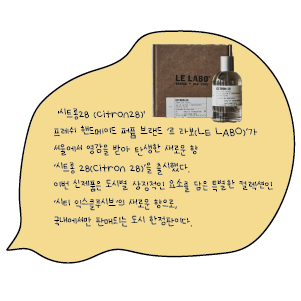 LE LABO
'시트롱28 (Citron28)'
프레쉬 핸드메이드 퍼퓸 브랜드 '르 라보(LE LABO)'가
서울에서 영감을 받아 탄생한 새로운 향
'시트롱 28(Citron 28)'을 출시했다.
이번 신제품은 도시별 상징적인 요소를 담은 특별한 컬렉션인
'시티 익스클루시브'의 새로운 향으로,
국내에서만 판매되는 도시 한정판이다.